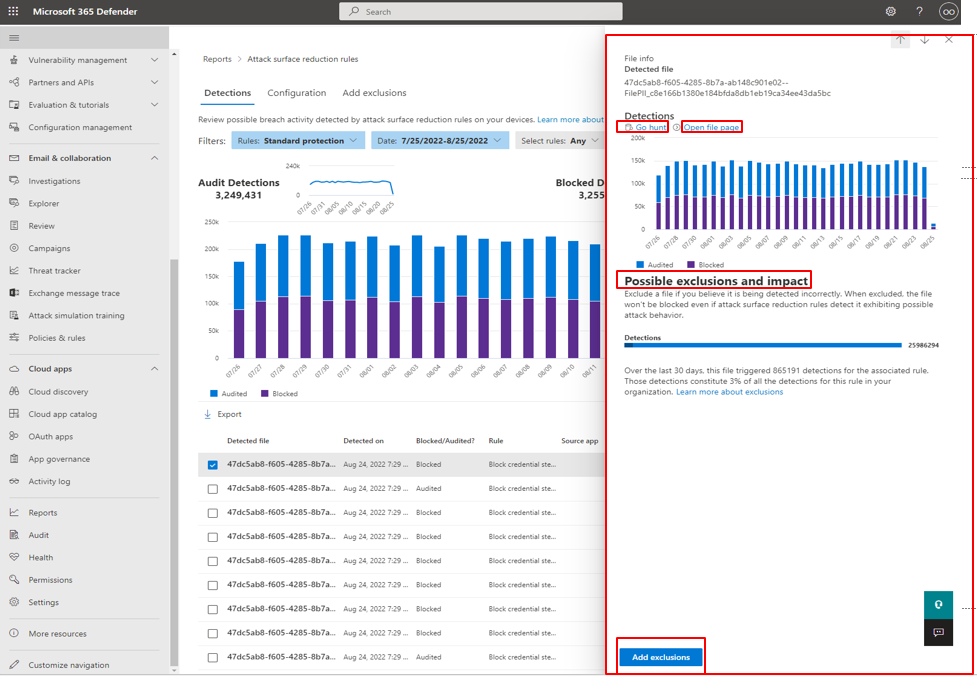 Microsoft 365 Defender
Search
Vulnerability management
Partners and APIs
Evaluation & tutorials
Configuration management
Email & collaboration
Investigations
Explorer
Review
Campaigns
Threat tracker
Exchange message trace
Attack simulation training
Policies & rules
Cloud apps
Cloud discovery
Cloud app catalog
OAuth apps
App governance
Activity log
Reports
Audit
Health
Permissions
Settings
More resources
Customize navigation
Reports > Attack surface reduction rules
Detections Configuration Add exclusions
Review possible breach activity detected by attack surface reduction rules on your devices. Learn more about
Filters: Rules: Standard protection Date: 7/25/2022-8/25/2022 Select rules: Any
Audit Detections
3,249,431
240k
0
07/26 07/31 08/05 08/10 08/15 08/20 08/25
Blocked D
3,255
250k
200k
150k
100k
50k
0
07/26 07/27 07/28 07/29 07/30 07/31 08/01 08/02 08/03 08/04 08/05 08/06 08/07 08/08 08/09 08/10 08/11
Audited Blocked
Export
Detected file Detected on Blocked/Audited? Rule Source app
47dc5ab8-f605-4285-8b7a... Aug 24, 2022 7:29 ... Blocked Block credential ste...
47dc5ab8-f605-4285-8b7a... Aug 24, 2022 7:29 ... Audited Block credential ste...
47dc5ab8-f605-4285-8b7a... Aug 24, 2022 7:29 ... Blocked Block credential ste...
47dc5ab8-f605-4285-8b7a... Aug 24, 2022 7:29 ... Blocked Block credential ste...
47dc5ab8-f605-4285-8b7a... Aug 24, 2022 7:29 ... Blocked Block credential ste...
47dc5ab8-f605-4285-8b7a... Aug 24, 2022 7:29 ... Blocked Block credential ste...
47dc5ab8-f605-4285-8b7a... Aug 24, 2022 7:29 ... Blocked Block credential ste...
47dc5ab8-f605-4285-8b7a... Aug 24, 2022 7:29 ... Blocked Block credential ste...
47dc5ab8-f605-4285-8b7a... Aug 24, 2022 7:29 ... Audited Block credential ste...
File info
Detected file
47dc5ab8-f605-4285-8b7a-ab148c901e02--
FilePII_c8e166b1380e184bfda8db1eb19ca34ee43da5bc
Detections
Go hunt Open file page
200k
150k
100k
50k
0
07/26 07/28 07/30 08/01 08/03 08/05 08/07 08/09 08/11 08/13 08/15 08/17 08/19 08/21 08/23 08/25
Audited Blocked
Possible exclusions and impact
Exclude a file if you believe it is being detected incorrectly. When excluded, the file
won't be blocked even if attack surface reduction rules detect it exhibiting possible
attack behavior.
Detections
25986294
Over the last 30 days, this file triggered 865191 detections for the associated rule.
Those detections constitute 3% of all the detections for this rule in your
organization. Learn more about exclusions
Add exclusions